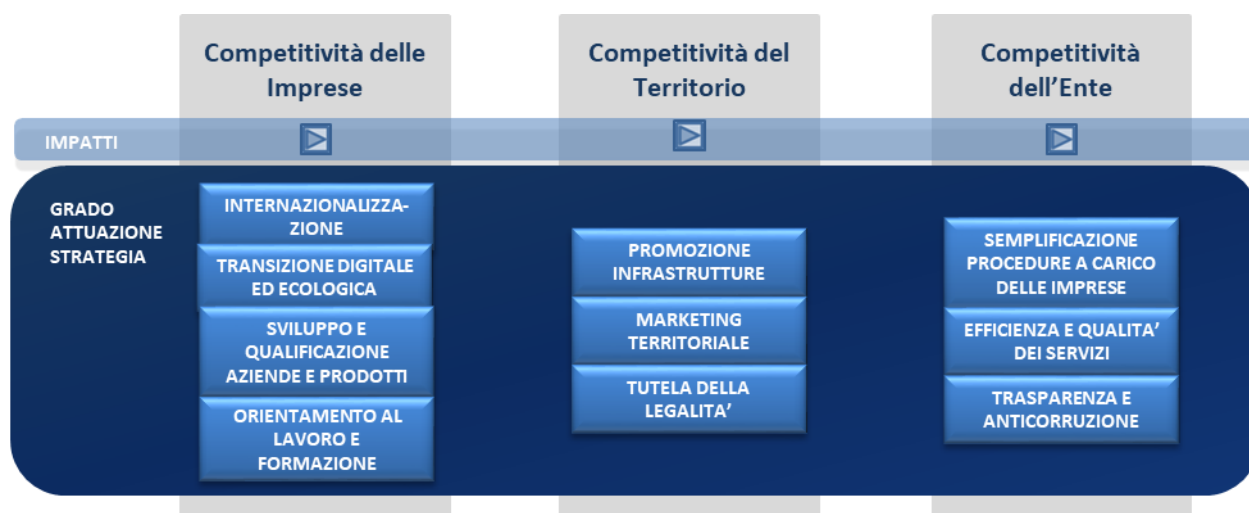 Competitività delle
Imprese
Competitività del
Territorio
Competitività
dell'Ente
IMPATTI
GRADO
ATTUAZIONE
STRATEGIA
INTERNAZIONALIZZA-
ZIONE
TRANSIZIONE DIGITALE
ED ECOLOGICA
SVILUPPO E
QUALIFICAZIONE
AZIENDE E PRODOTTI
ORIENTAMENTO AL
LAVORO E
FORMAZIONE
PROMOZIONE
INFRASTRUTTURE
MARKETING
TERRITORIALE
TUTELA DELLA
LEGALITA'
SEMPLIFICAZIONE
PROCEDURE A CARICO
DELLE IMPRESE
EFFICIENZA E QUALITA'
DEI SERVIZI
TRASPARENZA E
ANTICORRUZIONE